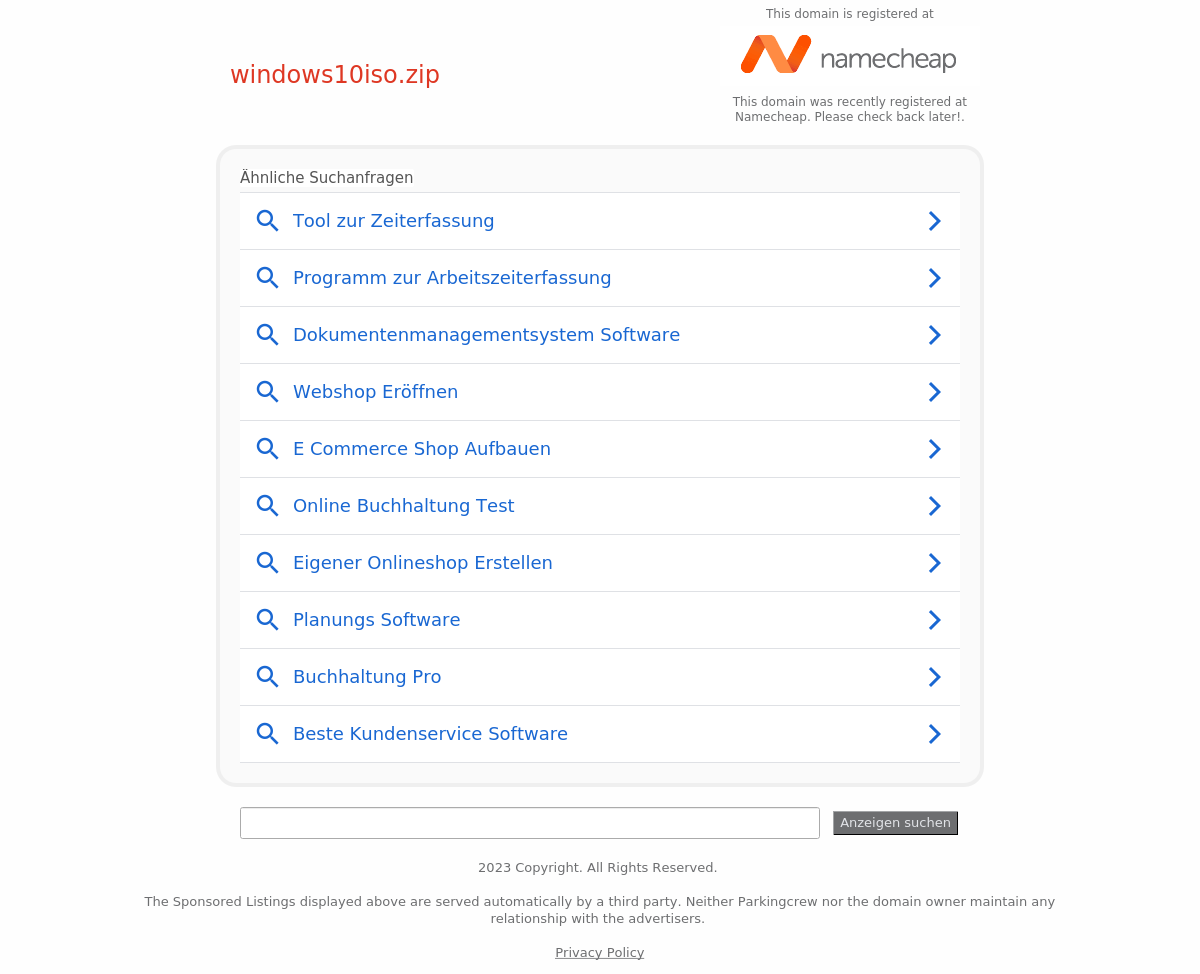 This domain is registered at
windows10iso.zip
namecheap
This domain was recently registered at
Namecheap. Please check back later!.
Ähnliche Suchanfragen
Tool zur Zeiterfassung
Programm zur Arbeitszeiterfassung
Dokumentenmanagementsystem Software
Webshop Eröffnen
E Commerce Shop Aufbauen
Online Buchhaltung Test
Eigener Onlineshop Erstellen
Planungs Software
Buchhaltung Pro
Beste Kundenservice Software
Anzeigen suchen
2023 Copyright. All Rights Reserved.
The Sponsored Listings displayed above are served automatically by a third party. Neither Parkingcrew nor the domain owner maintain any
relationship with the advertisers.
Privacy Policy